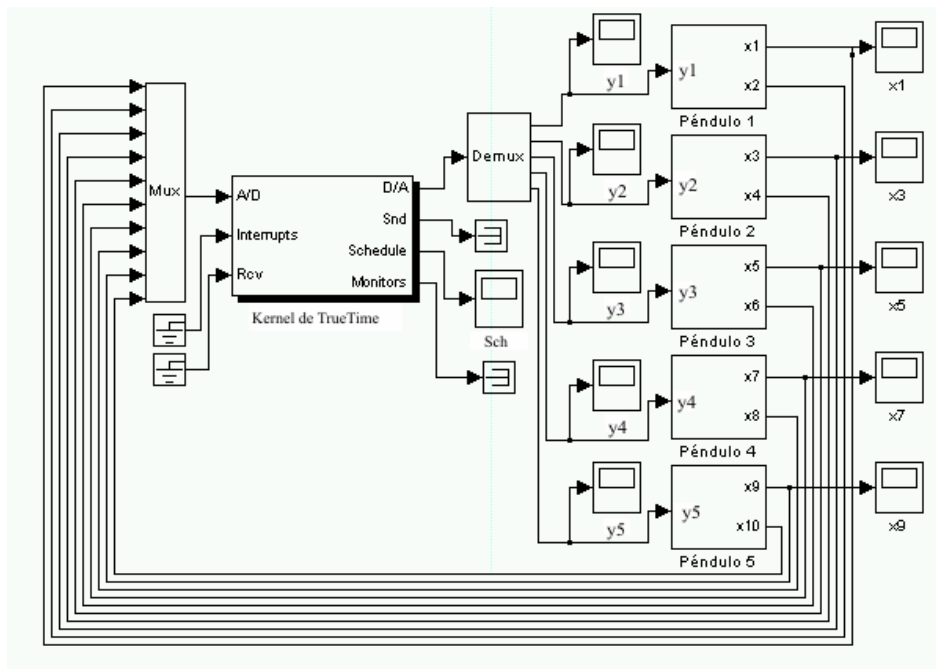 Mux
A/D
Interrupts
Rcv
D/A
Snd
Schedule
Monitors
Kernel de TrueTime
Sch
Demux
y1
y1
x1
x2
Péndulo 1
x1
y2
y2
x3
x4
Péndulo 2
x3
y3
y3
x5
x6
Péndulo 3
x5
y4
y4
x7
x8
Péndulo 4
x7
y5
y5
x9
x10
Péndulo 5
x9